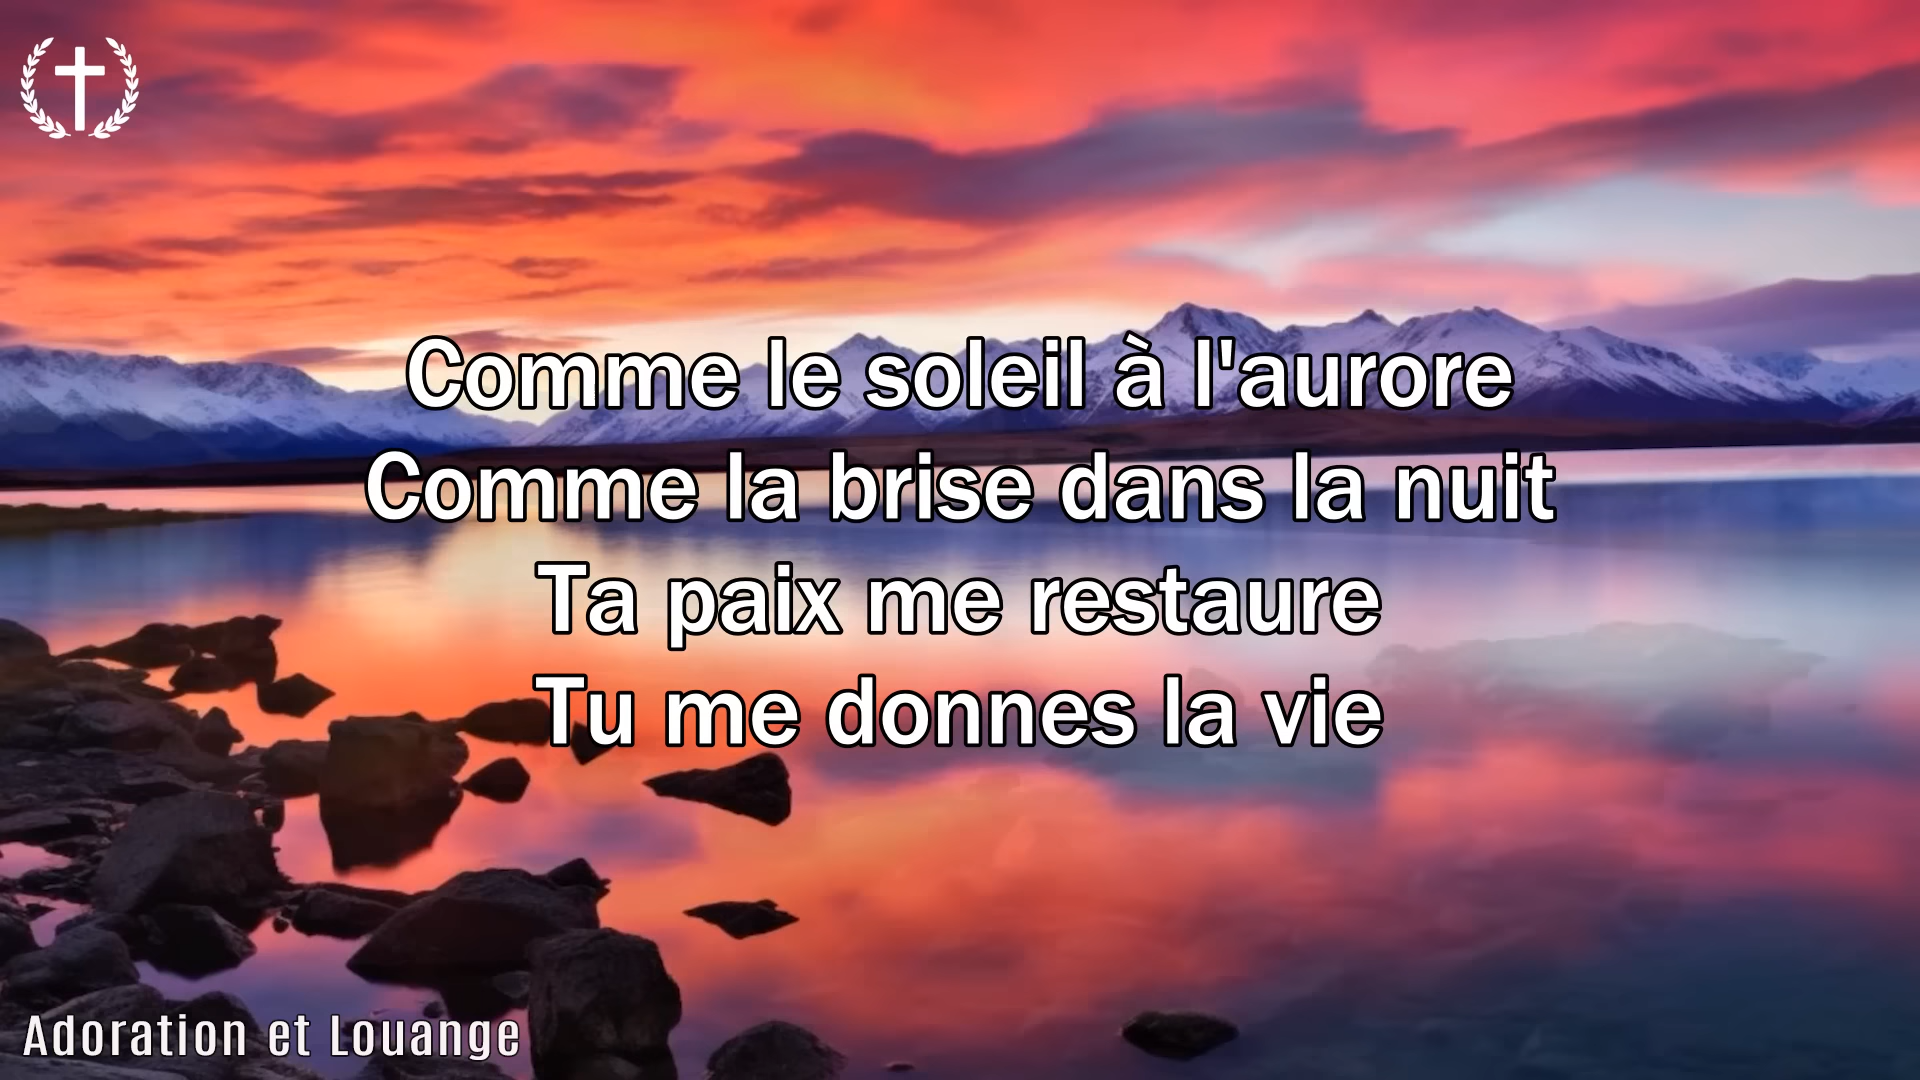 Comme le soleil à l'aurore
Comme la brise dans la nuit
Ta paix me restaure
Tu me donnes la vie
Adoration et Louange